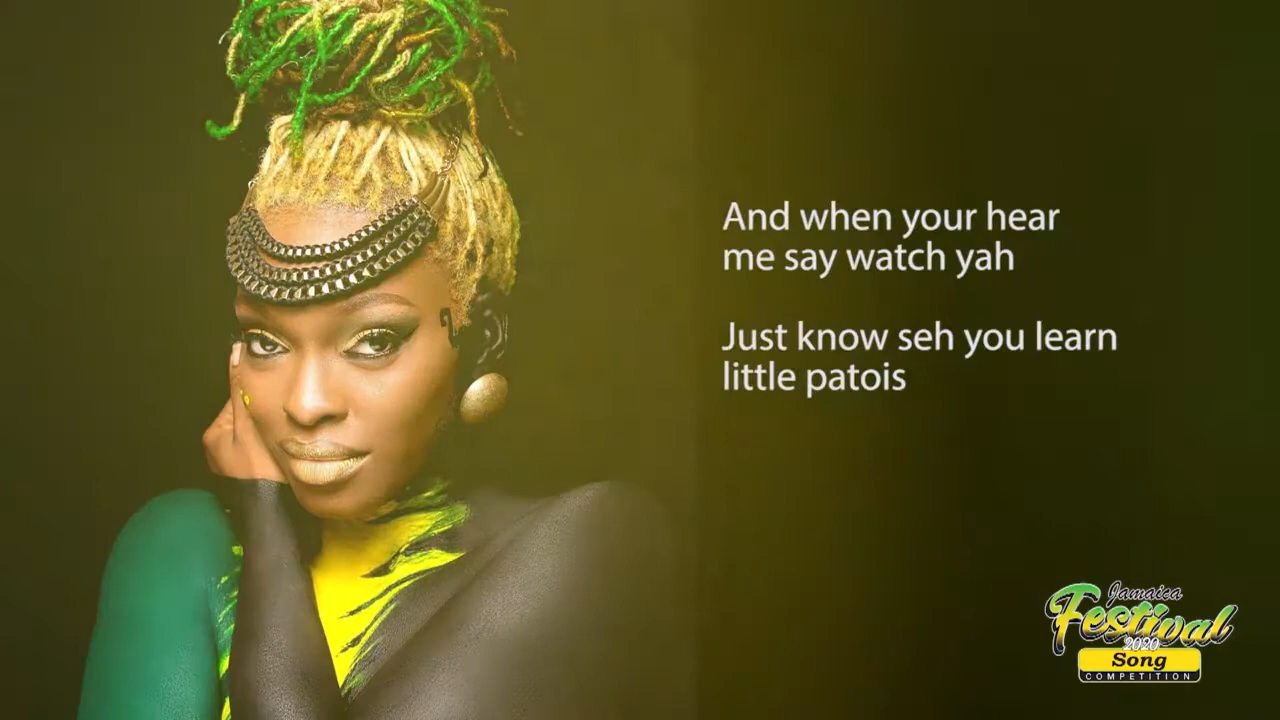 And when your hear
me say watch yah
Just know seh you learn
little patois
Jamaica
Festival
2020
Song
COMPETITION